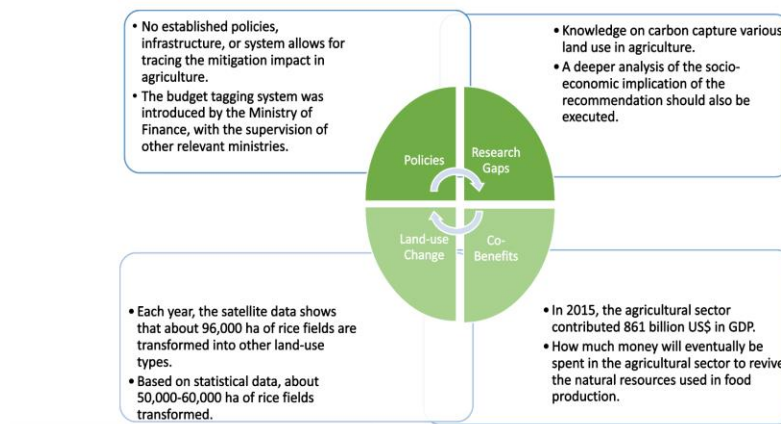 • No established policies,
infrastructure, or system allows for
tracing the mitigation impact in
agriculture.
• The budget tagging system was
introduced by the Ministry of
Finance, with the supervision of
other relevant ministries.
• Knowledge on carbon capture various
land use in agriculture.
• A deeper analysis of the socio-
economic implication of the
recommendation should also be
executed.
Policies
Research
Gaps
Land-use
Change
Co-
Benefits
• Each year, the satellite data shows
that about 96,000 ha of rice fields are
transformed into other land-use
types.
• Based on statistical data, about
50,000-60,000 ha of rice fields
transformed.
• In 2015, the agricultural sector
contributed 861 billion US$ in GDP.
• How much money will eventually be
spent in the agricultural sector to revive
the natural resources used in food
production.